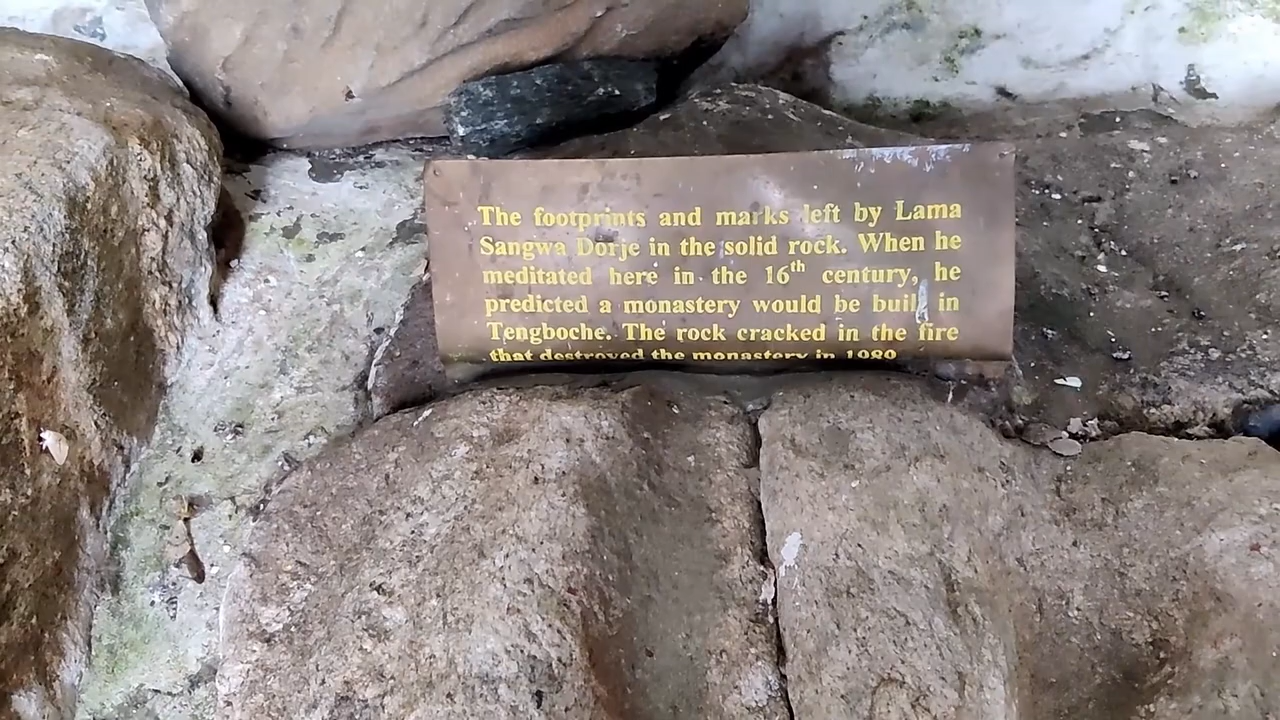 The footprints and marks left by Lama
Sangwa Dorje in the solid rock. When he
meditated here in the 16th century, he
predicted a monastery would be built in
Tengboche. The rock cracked in the fire
that destroyed the monastery in 1989